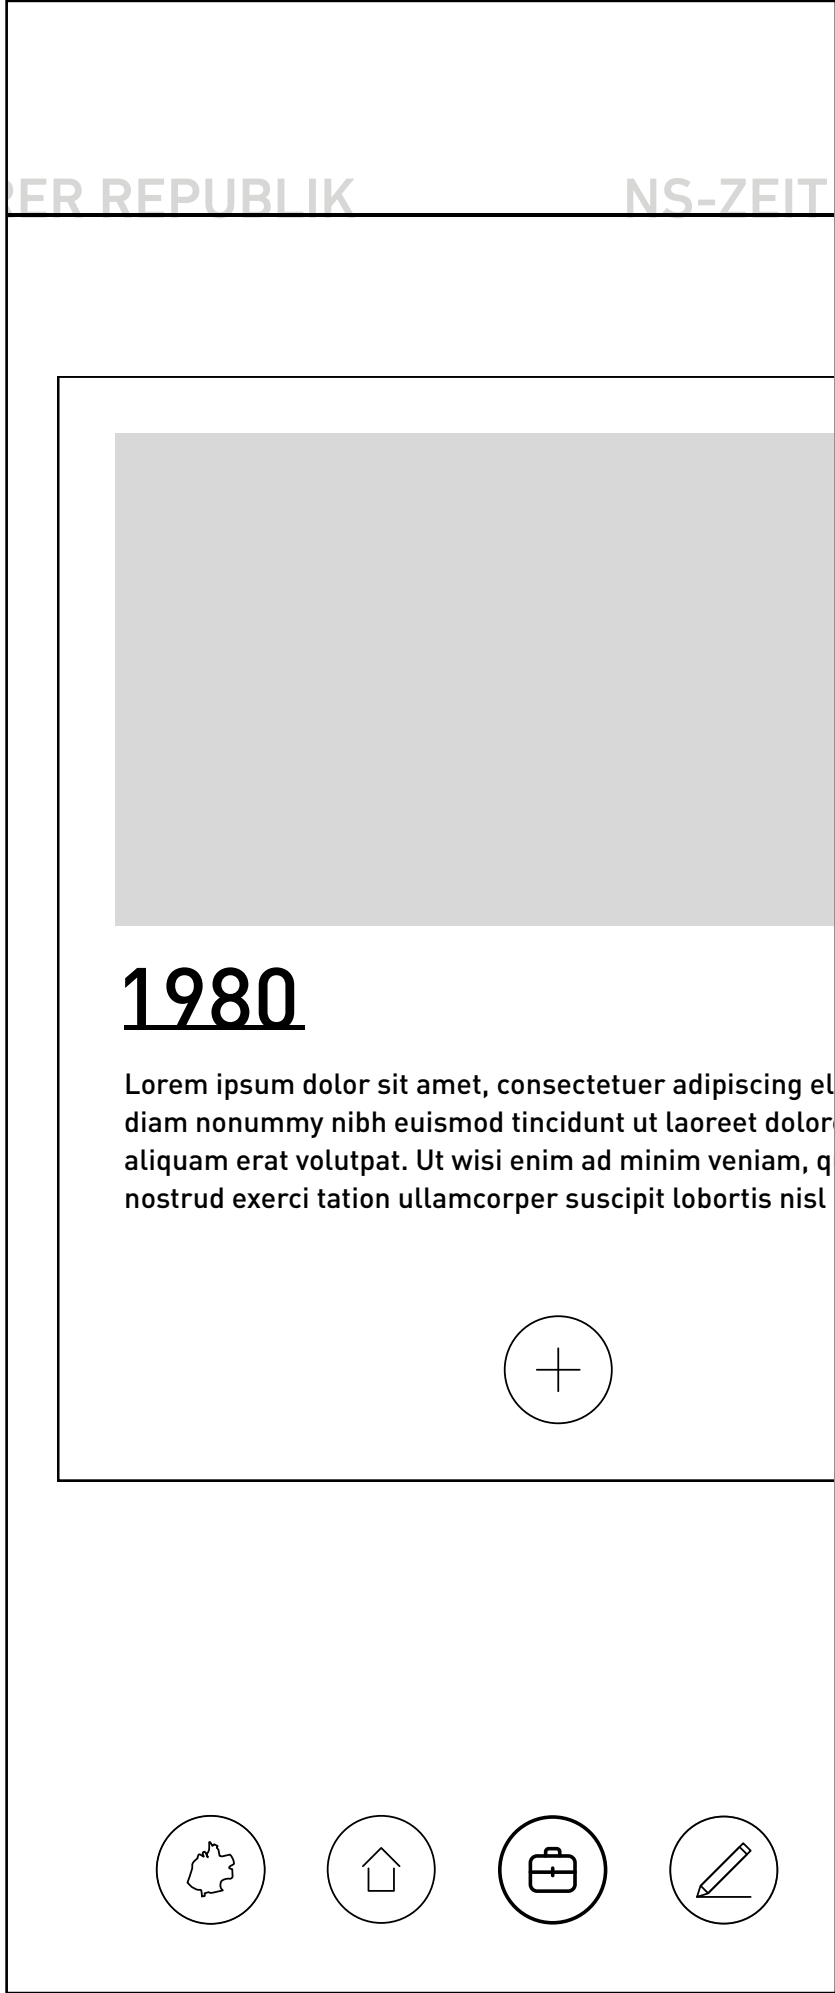 RER REPUBLIK NS-ZEIT
1980
Lorem ipsum dolor sit amet, consectetuer adipiscing el
diam nonummy nibh euismod tincidunt ut laoreet dolor
aliquam erat volutpat. Ut wisi enim ad minim veniam, q
nostrud exerci tation ullamcorper suscipit lobortis nisl